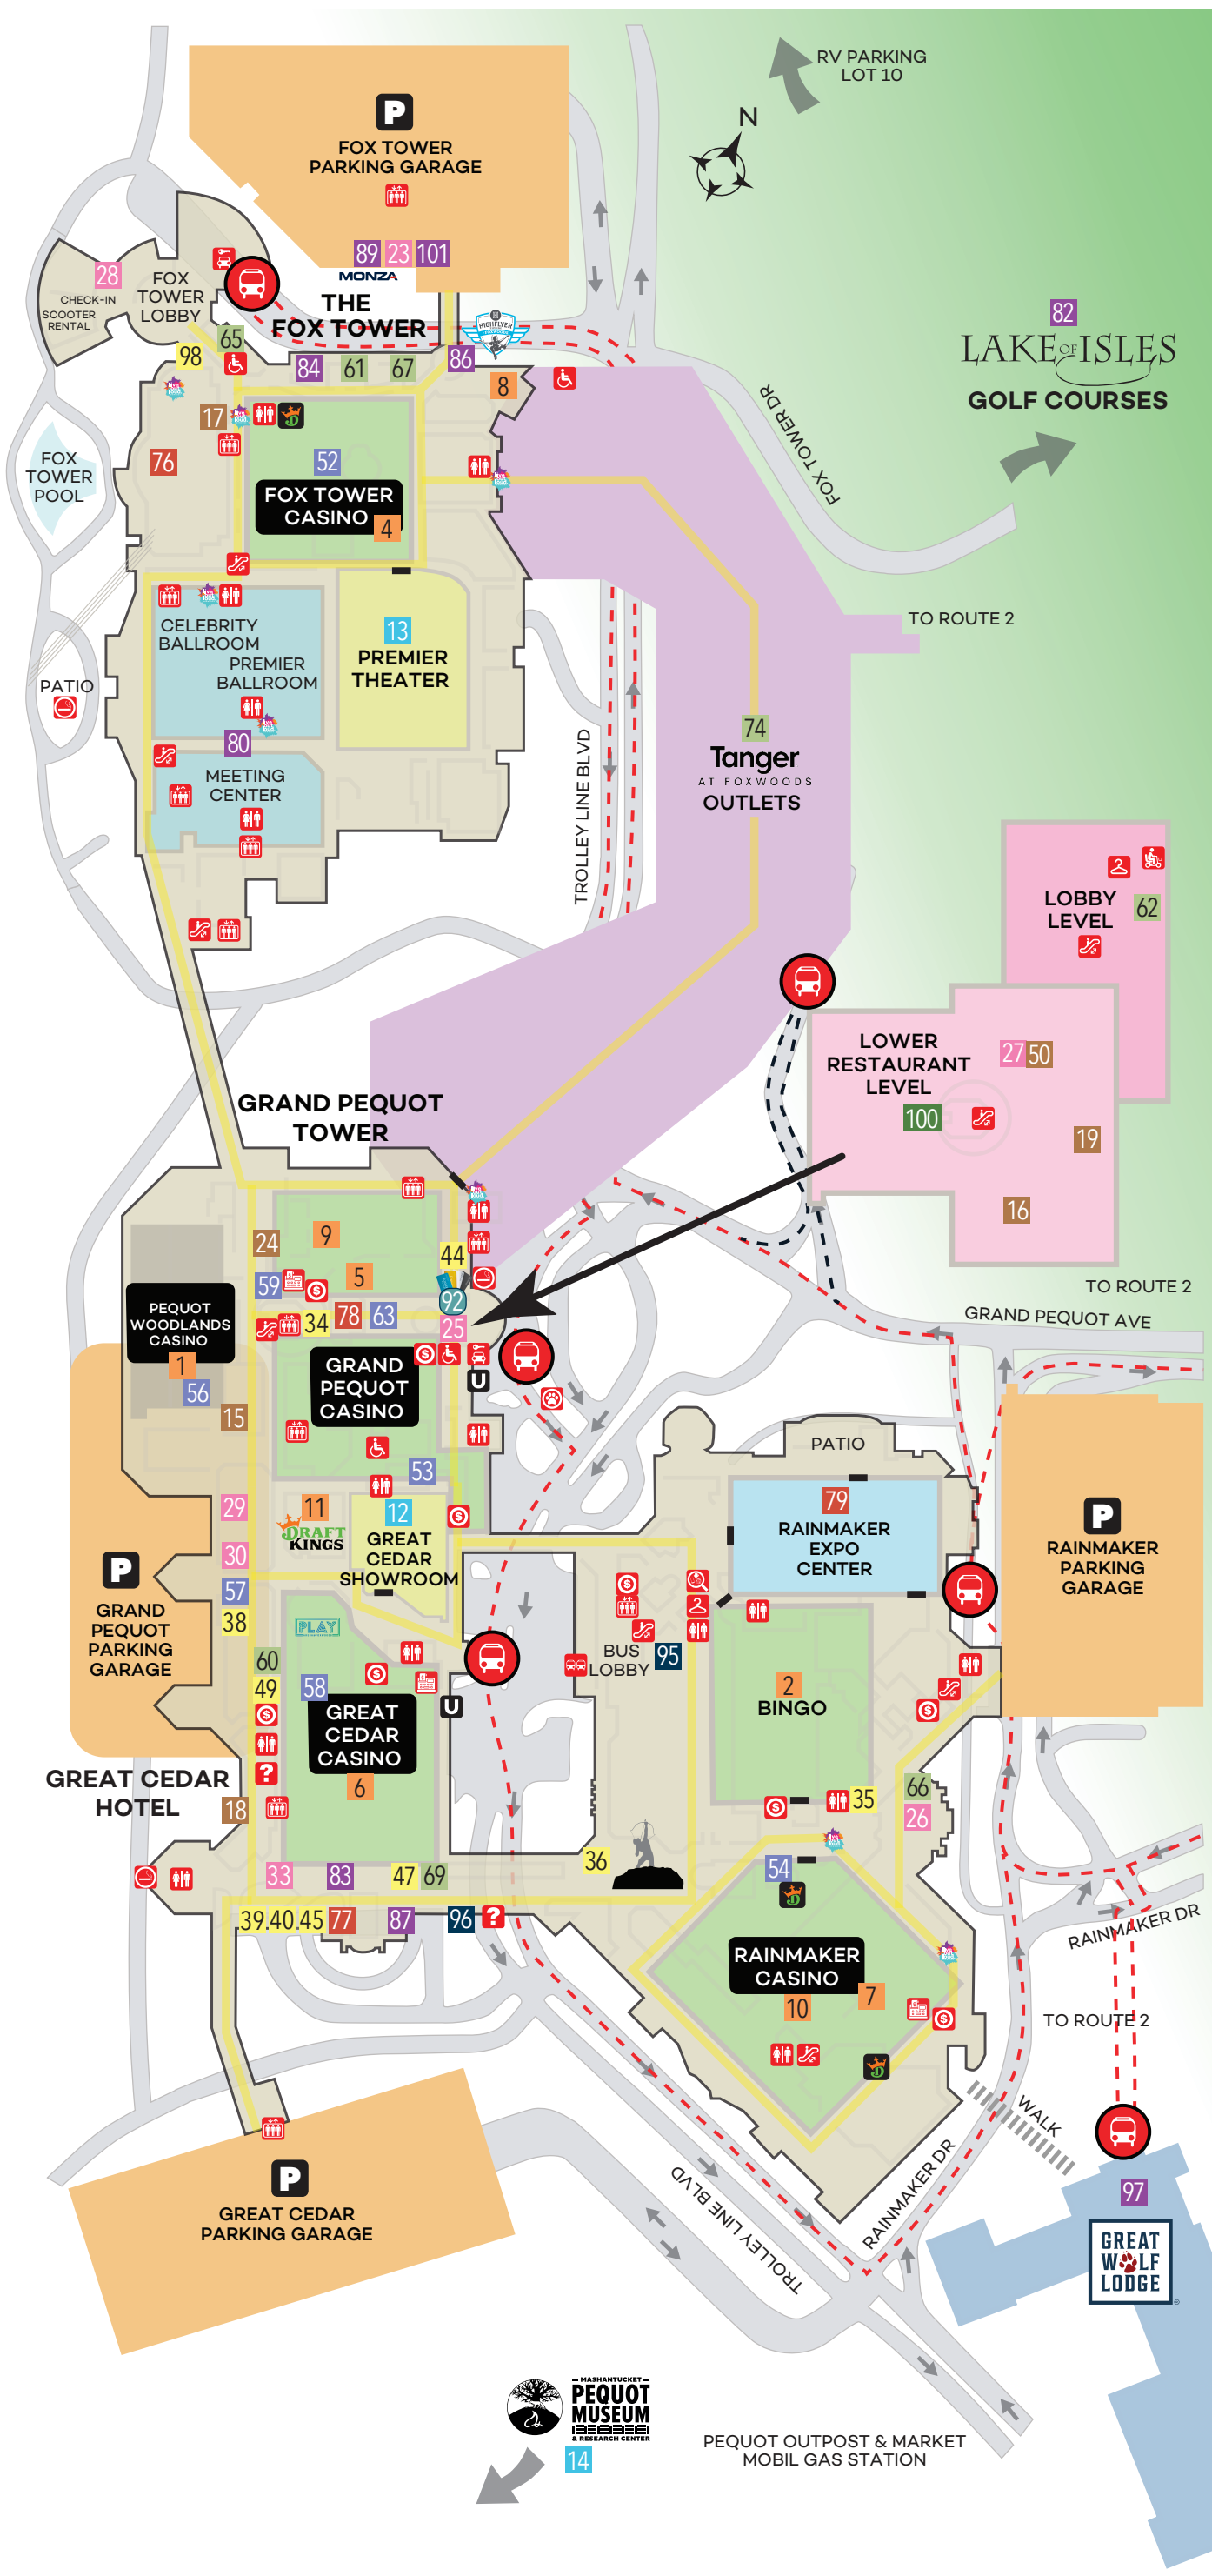 RV PARKING
LOT 10
N
P
FOX TOWER
PARKING GARAGE
89 23 101
MONZA
28
CHECK-IN
SCOOTER
RENTAL
FOX
TOWER
LOBBY
THE
FOX TOWER
HIGHFLYER
65
98
84 61 67
86
8
82
LAKE OF ISLES
GOLF COURSES
FOX TOWER DR
17
76
FOX
TOWER
POOL
52
FOX TOWER
CASINO
4
CELEBRITY
BALLROOM
PREMIER
BALLROOM
13
PREMIER
THEATER
TO ROUTE 2
PATIO
80
MEETING
CENTER
TROLLEY LINE BLVD
74
Tanger
AT FOXWOODS
OUTLETS
LOBBY
LEVEL
62
LOWER
RESTAURANT
LEVEL
27 50
100
19
16
GRAND PEQUOT
TOWER
24
9
44
59
5
92
34 78 63
25
TO ROUTE 2
GRAND PEQUOT AVE
PEQUOT
WOODLANDS
CASINO
1
56
GRAND
PEQUOT
CASINO
U
15
53
PATIO
29
11
DRAFT
KINGS
12
GREAT
CEDAR
SHOWROOM
79
RAINMAKER
EXPO
CENTER
P
RAINMAKER
PARKING
GARAGE
30
P
GRAND
PEQUOT
PARKING
GARAGE
57
38
PLAY
60
49
58
GREAT
CEDAR
CASINO
6
U
BUS
LOBBY
95
2
BINGO
GREAT CEDAR
HOTEL
18
?
35
66
26
33 83 47 69
36
54
39.40.45 77 87 96 ?
RAINMAKER
CASINO
10
7
RAINMAKER DR
TO ROUTE 2
WALK
P
GREAT CEDAR
PARKING GARAGE
TROLLEY LINE BLVD
RAINMAKER DR
97
GREAT
WOLF
LODGE
MASHANTUCKET
PEQUOT
MUSEUM
& RESEARCH CENTER
14
PEQUOT OUTPOST & MARKET
MOBIL GAS STATION